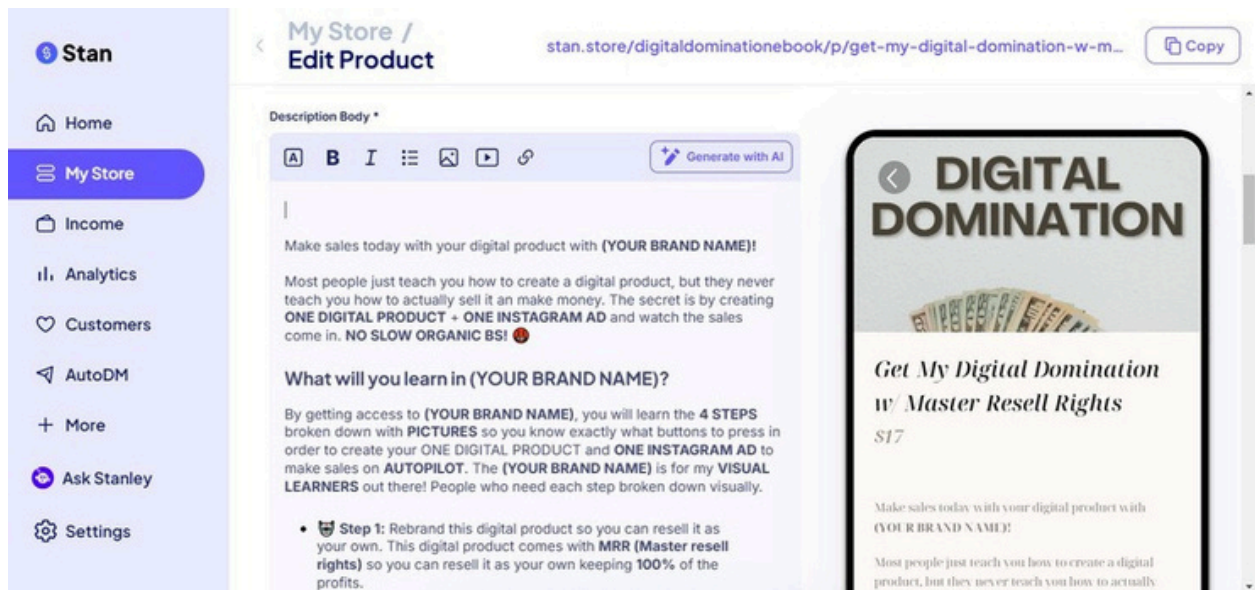 Stan
Home
My Store
Income
Analytics
Customers
AutoDM
More
Ask Stanley
Settings
My Store /
Edit Product
stan.store/digitaldominationebook/p/get-my-digital-domination-w-m...
Copy
Description Body *
A B I
Generate with AI
Make sales today with your digital product with (YOUR BRAND NAME)!
Most people just teach you how to create a digital product, but they never
teach you how to actually sell it an make money. The secret is by creating
ONE DIGITAL PRODUCT + ONE INSTAGRAM AD and watch the sales
come in. NO SLOW ORGANIC BS!
What will you learn in (YOUR BRAND NAME)?
By getting access to (YOUR BRAND NAME), you will learn the 4 STEPS
broken down with PICTURES so you know exactly what buttons to press in
order to create your ONE DIGITAL PRODUCT and ONE INSTAGRAM AD to
make sales on AUTOPILOT. The (YOUR BRAND NAME) is for my VISUAL
LEARNERS out there! People who need each step broken down visually.
• Step 1: Rebrand this digital product so you can resell it as
your own. This digital product comes with MRR (Master resell
rights) so you can resell it as your own keeping 100% of the
profits.
DIGITAL
DOMINATION
Get My Digital Domination
w/ Master Resell Rights
$17
Make sales today with your digital product with
(YOUR BRAND NAME)!
Most people just teach you how to create a digital
product, but they never teach you how to actually